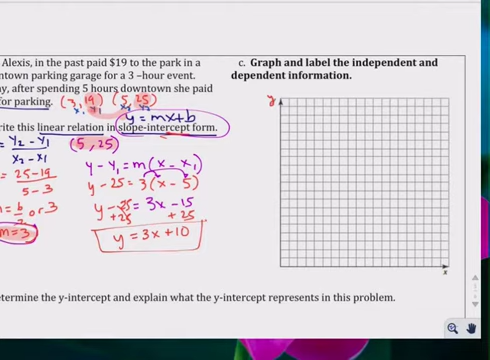 Alexis, in the past paid $19 to the park in a
ntown parking garage for a 3 –hour event.
y, after spending 5 hours downtown she paid
for parking. (3, 19) (5, 25)
x₁ y₁ x₂ y₂
y = mx + b
rite this linear relation in slope-intercept form.
= y₂ - y₁ / x₂ - x₁ (5, 25)
y - y₁ = m(x - x₁)
= 25 - 19 / 5 - 3
y - 25 = 3(x - 5)
= 6/2 or 3
y - 25 = 3x - 15
+25 + 25
m = 3
y = 3x + 10
c. Graph and label the independent and
dependent information.
y
x
etermine the y-intercept and explain what the y-intercept represents in this problem.